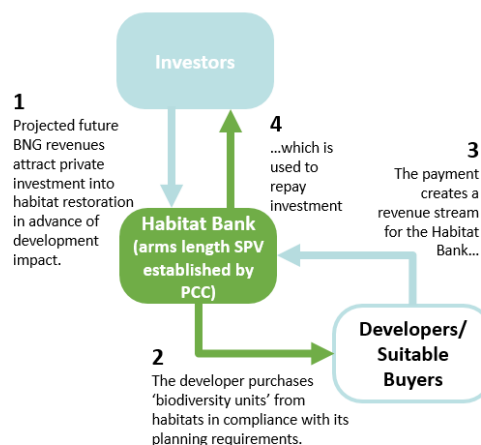 Investors
1
Projected future
BNG revenues
attract private
investment into
habitat restoration
in advance of
development
impact.
4
...which is
used to
repay
investment
3
The payment
creates a
revenue stream
for the Habitat
Bank...
Habitat Bank
(arms length SPV
established by
PCC)
Developers/
Suitable
Buyers
2
The developer purchases
‘biodiversity units’ from
habitats in compliance with its
planning requirements.